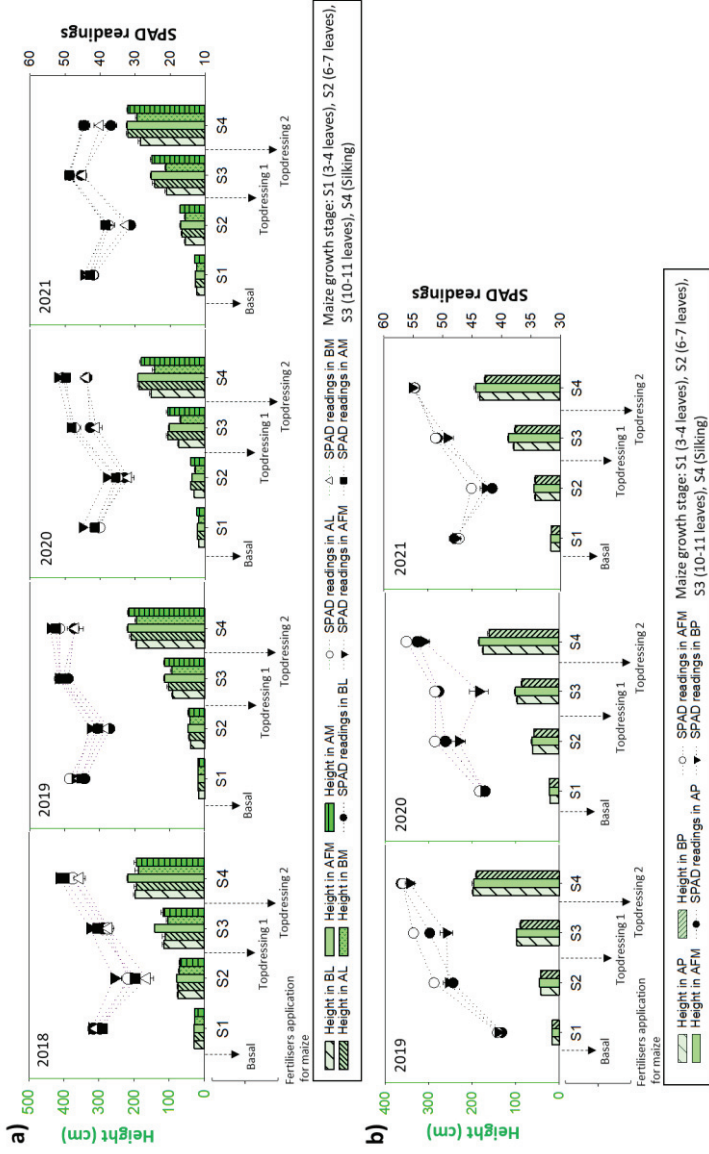 a)
Height (cm)
500
400
300
200
100
0
2018
2019
2020
2021
60
50
40
30
20
10
SPAD readings
S1 S2 S3 S4 S1 S2 S3 S4 S1 S2 S3 S4 S1 S2 S3 S4
Basal Topdressing 1 Topdressing 2 Basal Topdressing 1 Topdressing 2 Basal Topdressing 1 Topdressing 2 Basal Topdressing 1 Topdressing 2
Fertilisers application
for maize
Height in BL Height in AFM Height in AM SPAD readings in AL SPAD readings in BM Maize growth stage: S1 (3-4 leaves), S2 (6-7 leaves),
Height in AL Height in BM SPAD readings in BL SPAD readings in AFM SPAD readings in AM S3 (10-11 leaves), S4 (Silking)
b)
Height (cm)
400
300
200
100
0
2019
2020
2021
60
55
50
45
40
35
30
SPAD readings
S1 S2 S3 S4 S1 S2 S3 S4 S1 S2 S3 S4
Basal Topdressing 1 Topdressing 2 Basal Topdressing 1 Topdressing 2 Basal Topdressing 1 Topdressing 2
Fertilisers application
for maize
Height in AP Height in BP SPAD readings in AFM Maize growth stage: S1 (3-4 leaves), S2 (6-7 leaves),
Height in AFM SPAD readings in AP SPAD readings in BP S3 (10-11 leaves), S4 (Silking)